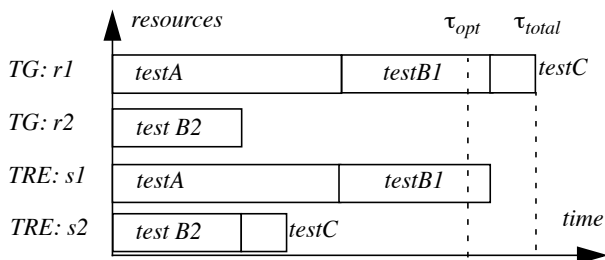 resources τopt τtotal
TG: r1 testA testB1 testC
TG: r2 test B2
TRE: s1 testA testB1
TRE: s2 test B2 testC
time